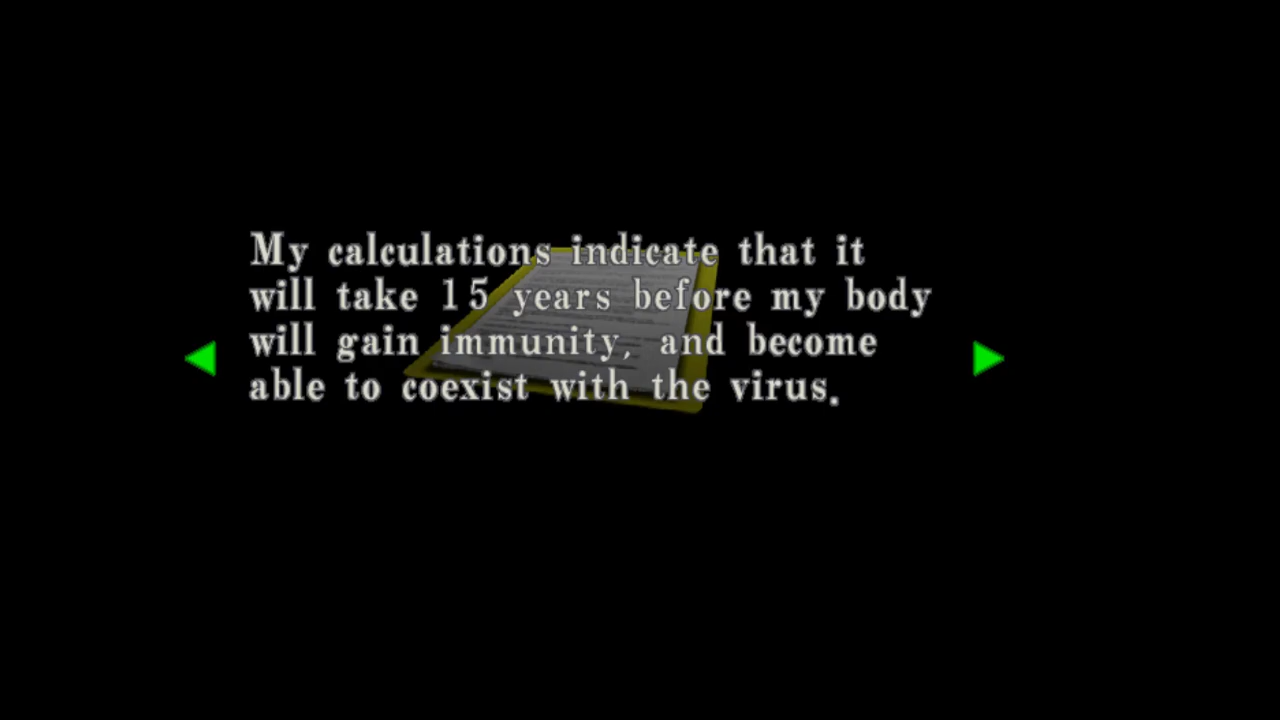 My calculations indicate that it
will take 15 years before my body
will gain immunity, and become
able to coexist with the virus.